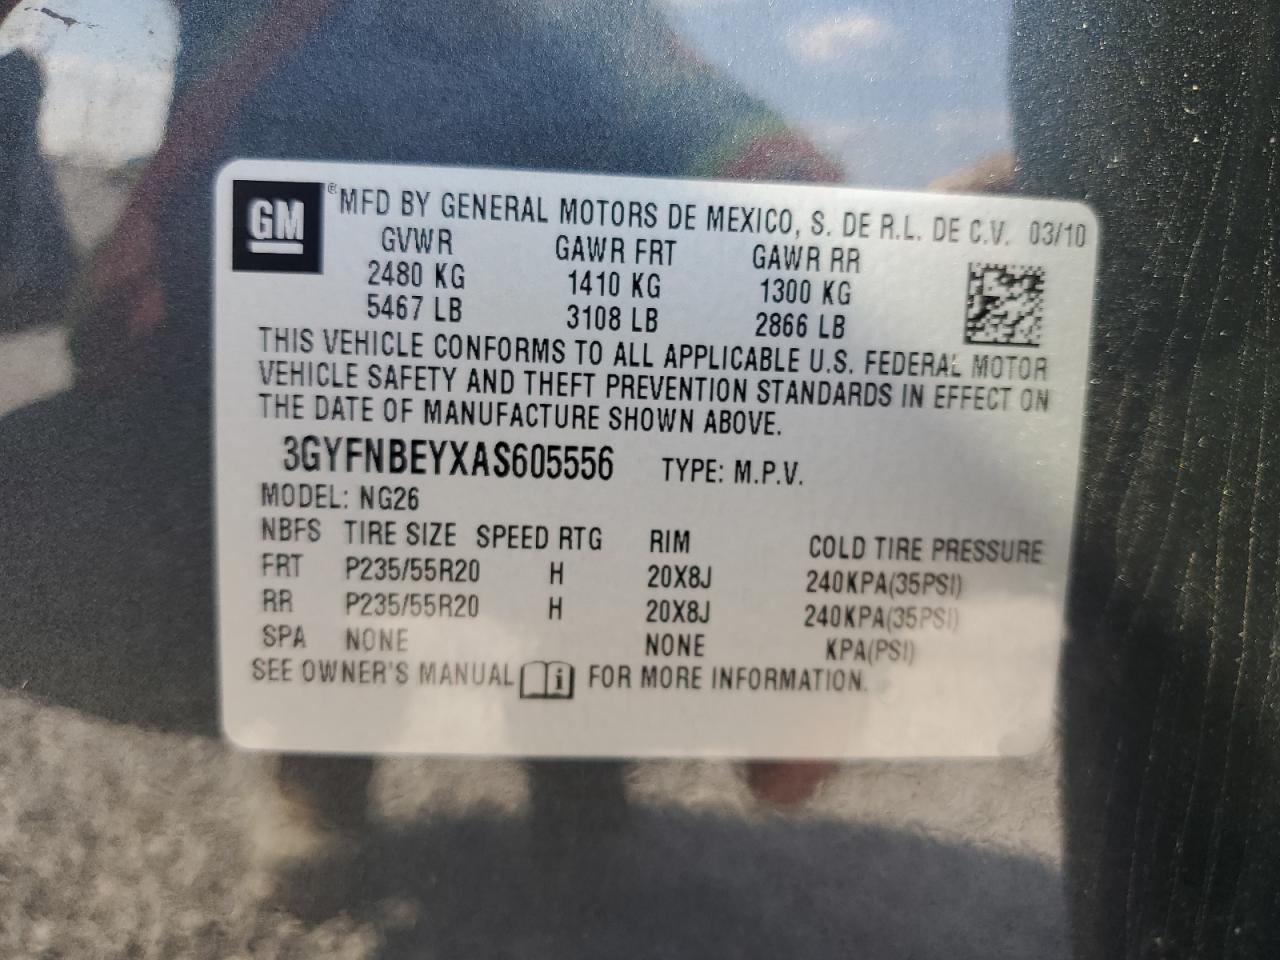 GM ® MFD BY GENERAL MOTORS DE MEXICO, S. DE R.L. DE C.V. 03/10
GVWR GAWR FRT GAWR RR
2480 KG 1410 KG 1300 KG
5467 LB 3108 LB 2866 LB
THIS VEHICLE CONFORMS TO ALL APPLICABLE U.S. FEDERAL MOTOR
VEHICLE SAFETY AND THEFT PREVENTION STANDARDS IN EFFECT ON
THE DATE OF MANUFACTURE SHOWN ABOVE.
3GYFNBEYXAS605556 TYPE: M.P.V.
MODEL: NG26
NBFS TIRE SIZE SPEED RTG RIM COLD TIRE PRESSURE
FRT P235/55R20 H 20X8J 240KPA(35PSI)
RR P235/55R20 H 20X8J 240KPA(35PSI)
SPA NONE NONE KPA(PSI)
SEE OWNER'S MANUAL i FOR MORE INFORMATION.